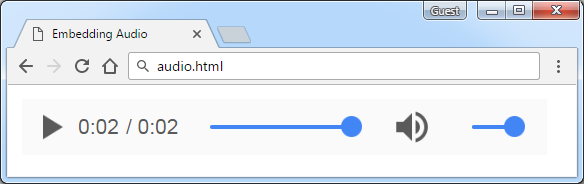 Guest
Embedding Audio
audio.html
0:02 / 0:02